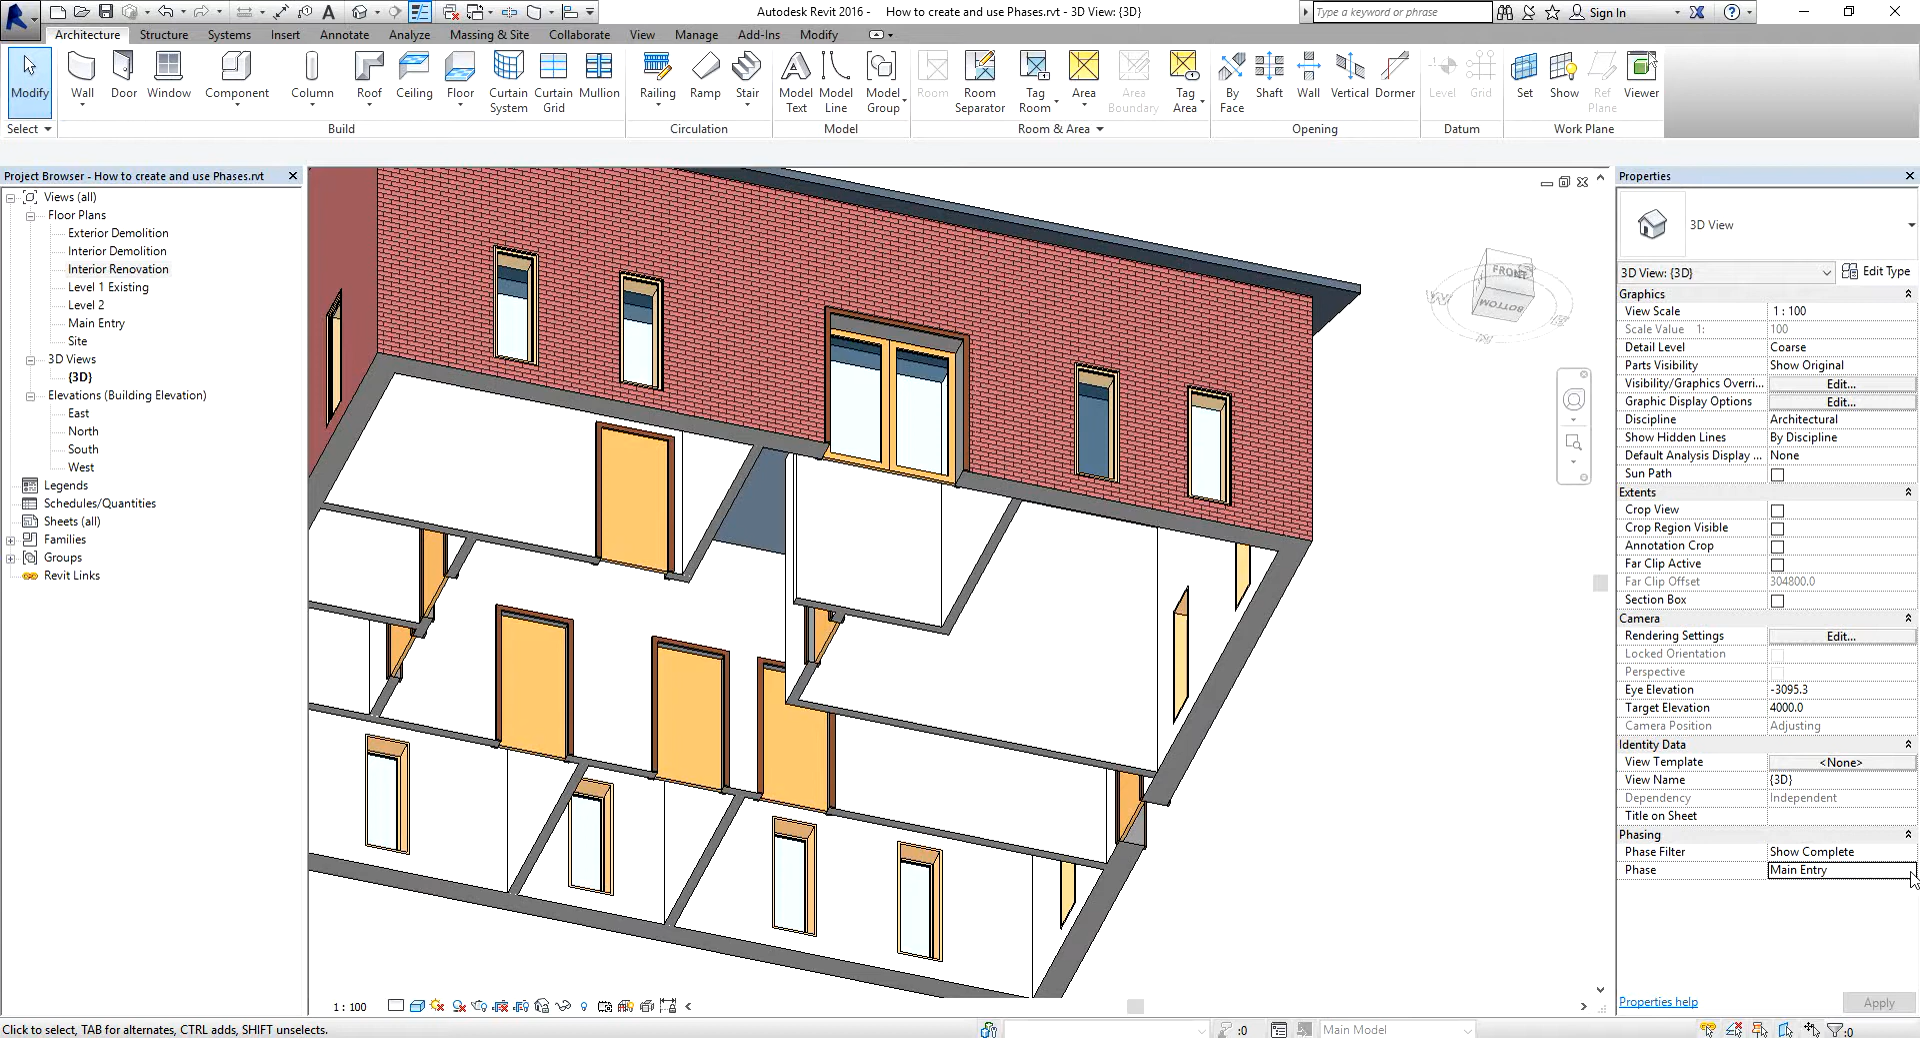 Autodesk Revit 2016 - How to create and use Phases.rvt - 3D View: {3D}
Type a keyword or phrase
Sign In
Architecture Structure Systems Insert Annotate Analyze Massing & Site Collaborate View Manage Add-Ins Modify
Modify Wall Door Window Component Column Roof Ceiling Floor Curtain System Curtain Grid Mullion Railing Ramp Stair Model Text Model Line Model Group Room Room Separator Tag Room Area Area Boundary Tag Area By Face Shaft Wall Vertical Dormer Level Grid Set Show Ref Plane Viewer
Select Build Circulation Model Room & Area Opening Datum Work Plane
Project Browser - How to create and use Phases.rvt
Views (all)
Floor Plans
Exterior Demolition
Interior Demolition
Interior Renovation
Level 1 Existing
Level 2
Main Entry
Site
3D Views
{3D}
Elevations (Building Elevation)
East
North
South
West
Legends
Schedules/Quantities
Sheets (all)
Families
Groups
Revit Links
FRONT
BOTTOM
W
Properties
3D View
3D View: {3D} Edit Type
Graphics
View Scale 1 : 100
Scale Value 1: 100
Detail Level Coarse
Parts Visibility Show Original
Visibility/Graphics Overri... Edit...
Graphic Display Options Edit...
Discipline Architectural
Show Hidden Lines By Discipline
Default Analysis Display ... None
Sun Path
Extents
Crop View
Crop Region Visible
Annotation Crop
Far Clip Active
Far Clip Offset 304800.0
Section Box
Camera
Rendering Settings Edit...
Locked Orientation
Perspective
Eye Elevation -3095.3
Target Elevation 4000.0
Camera Position Adjusting
Identity Data
View Template <None>
View Name {3D}
Dependency Independent
Title on Sheet
Phasing
Phase Filter Show Complete
Phase Main Entry
Properties help Apply
1 : 100
Click to select, TAB for alternates, CTRL adds, SHIFT unselects.
:0
Main Model
:0